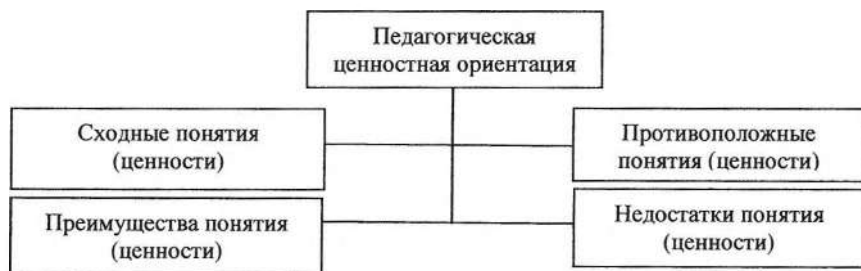 Педагогическая
ценностная ориентация
Сходные понятия
(ценности)
Противоположные
понятия (ценности)
Преимущества понятия
(ценности)
Недостатки понятия
(ценности)